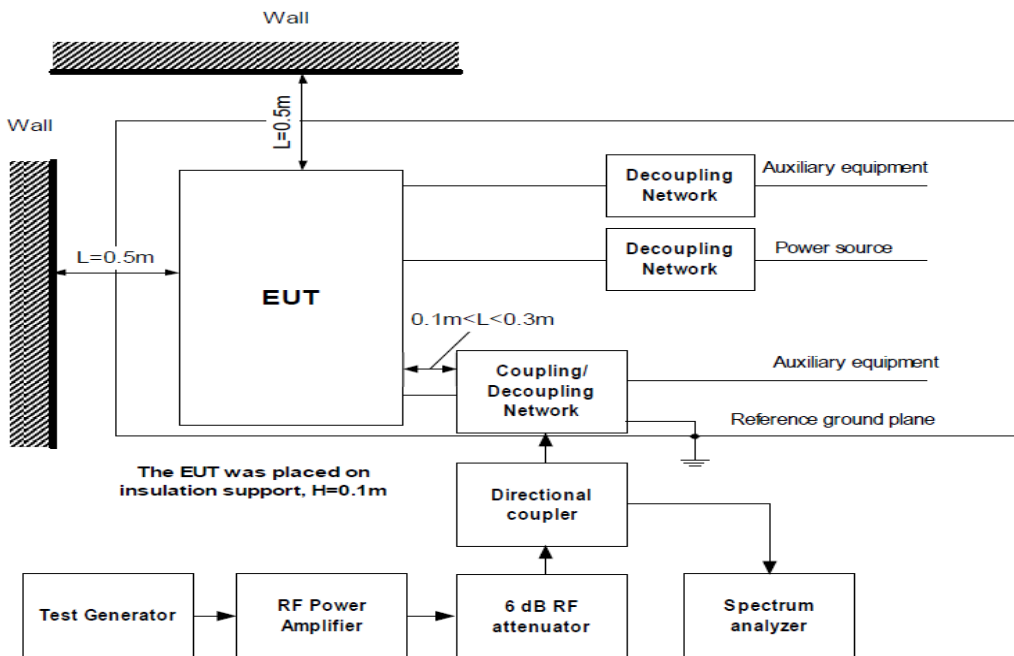 Wall
L=0.5m
Wall
Decoupling
Network
Auxiliary equipment
Decoupling
Network
Power source
L=0.5m
EUT
0.1m<L<0.3m
Coupling/
Decoupling
Network
Auxiliary equipment
Reference ground plane
The EUT was placed on
insulation support, H=0.1m
Directional
coupler
Test Generator
RF Power
Amplifier
6 dB RF
attenuator
Spectrum
analyzer